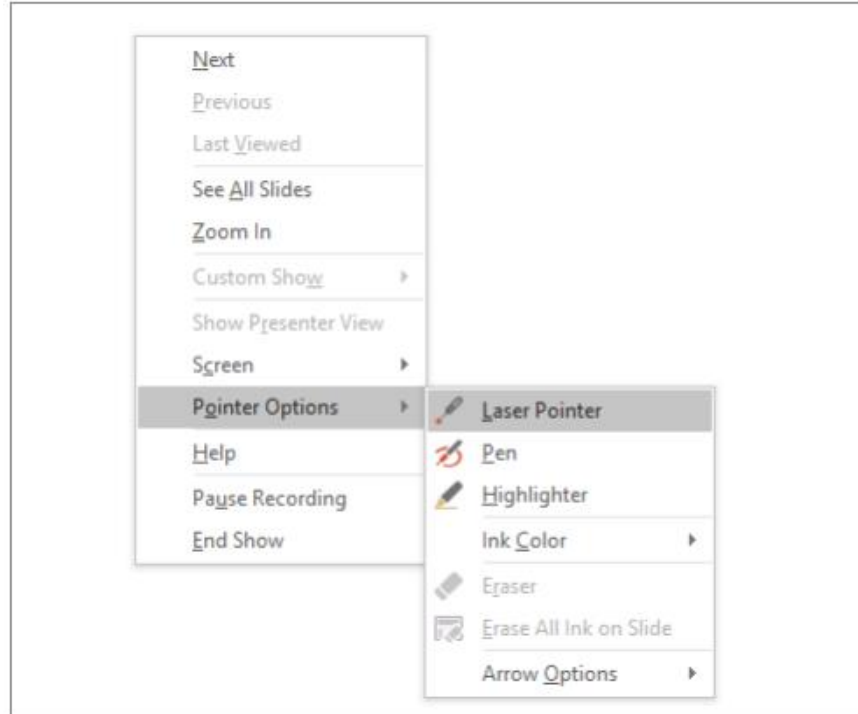 Next
Previous
Last Viewed
See All Slides
Zoom In
Custom Show
Show Presenter View
Screen
Pointer Options
Help
Pause Recording
End Show
Laser Pointer
Pen
Highlighter
Ink Color
Eraser
Erase All Ink on Slide
Arrow Options